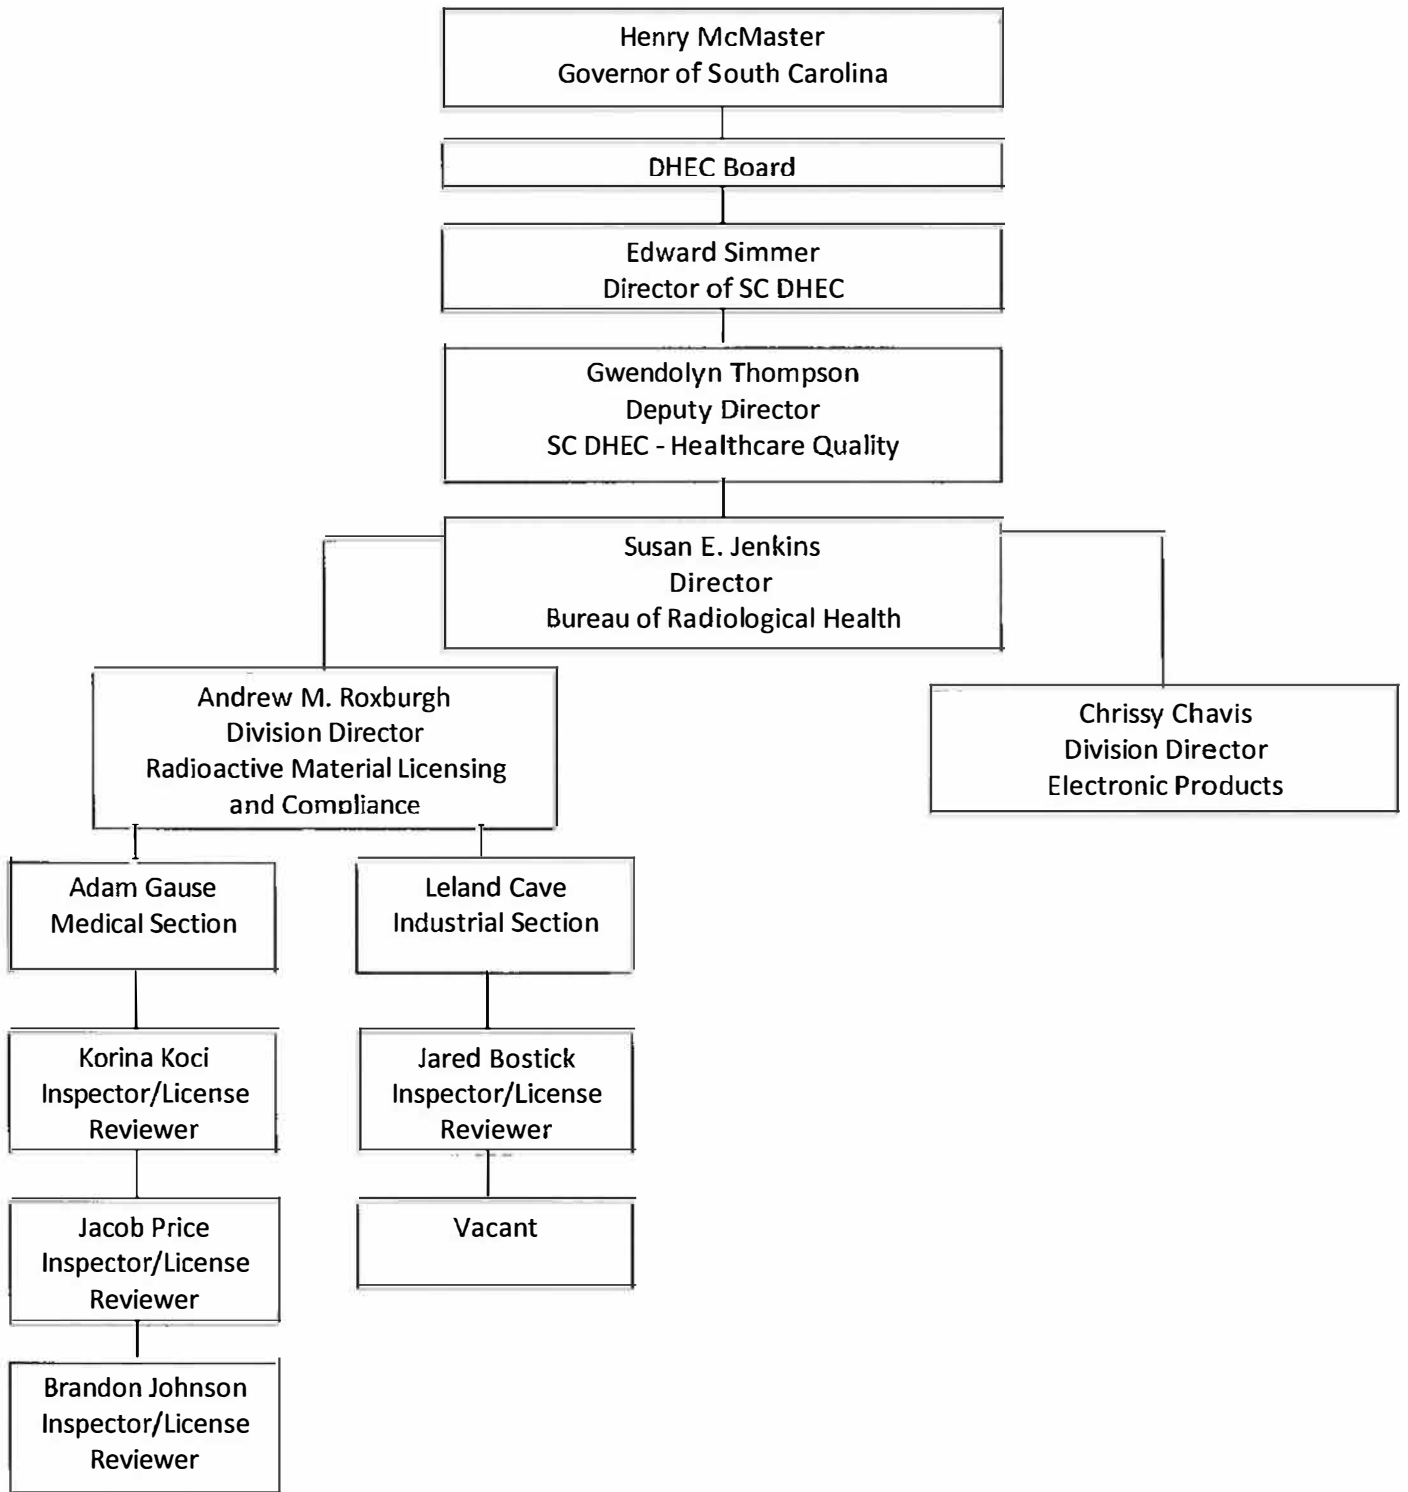 Henry McMaster
Governor of South Carolina
DHEC Board
Edward Simmer
Director of SC DHEC
Gwendolyn Thompson
Deputy Director
SC DHEC - Healthcare Quality
Susan E. Jenkins
Director
Bureau of Radiological Health
Andrew M. Roxburgh
Division Director
Radioactive Material Licensing
and Compliance
Chrissy Chavis
Division Director
Electronic Products
Adam Gause
Medical Section
Leland Cave
Industrial Section
Korina Koci
Inspector/License
Reviewer
Jared Bostick
Inspector/License
Reviewer
Jacob Price
Inspector/License
Reviewer
Vacant
Brandon Johnson
Inspector/License
Reviewer